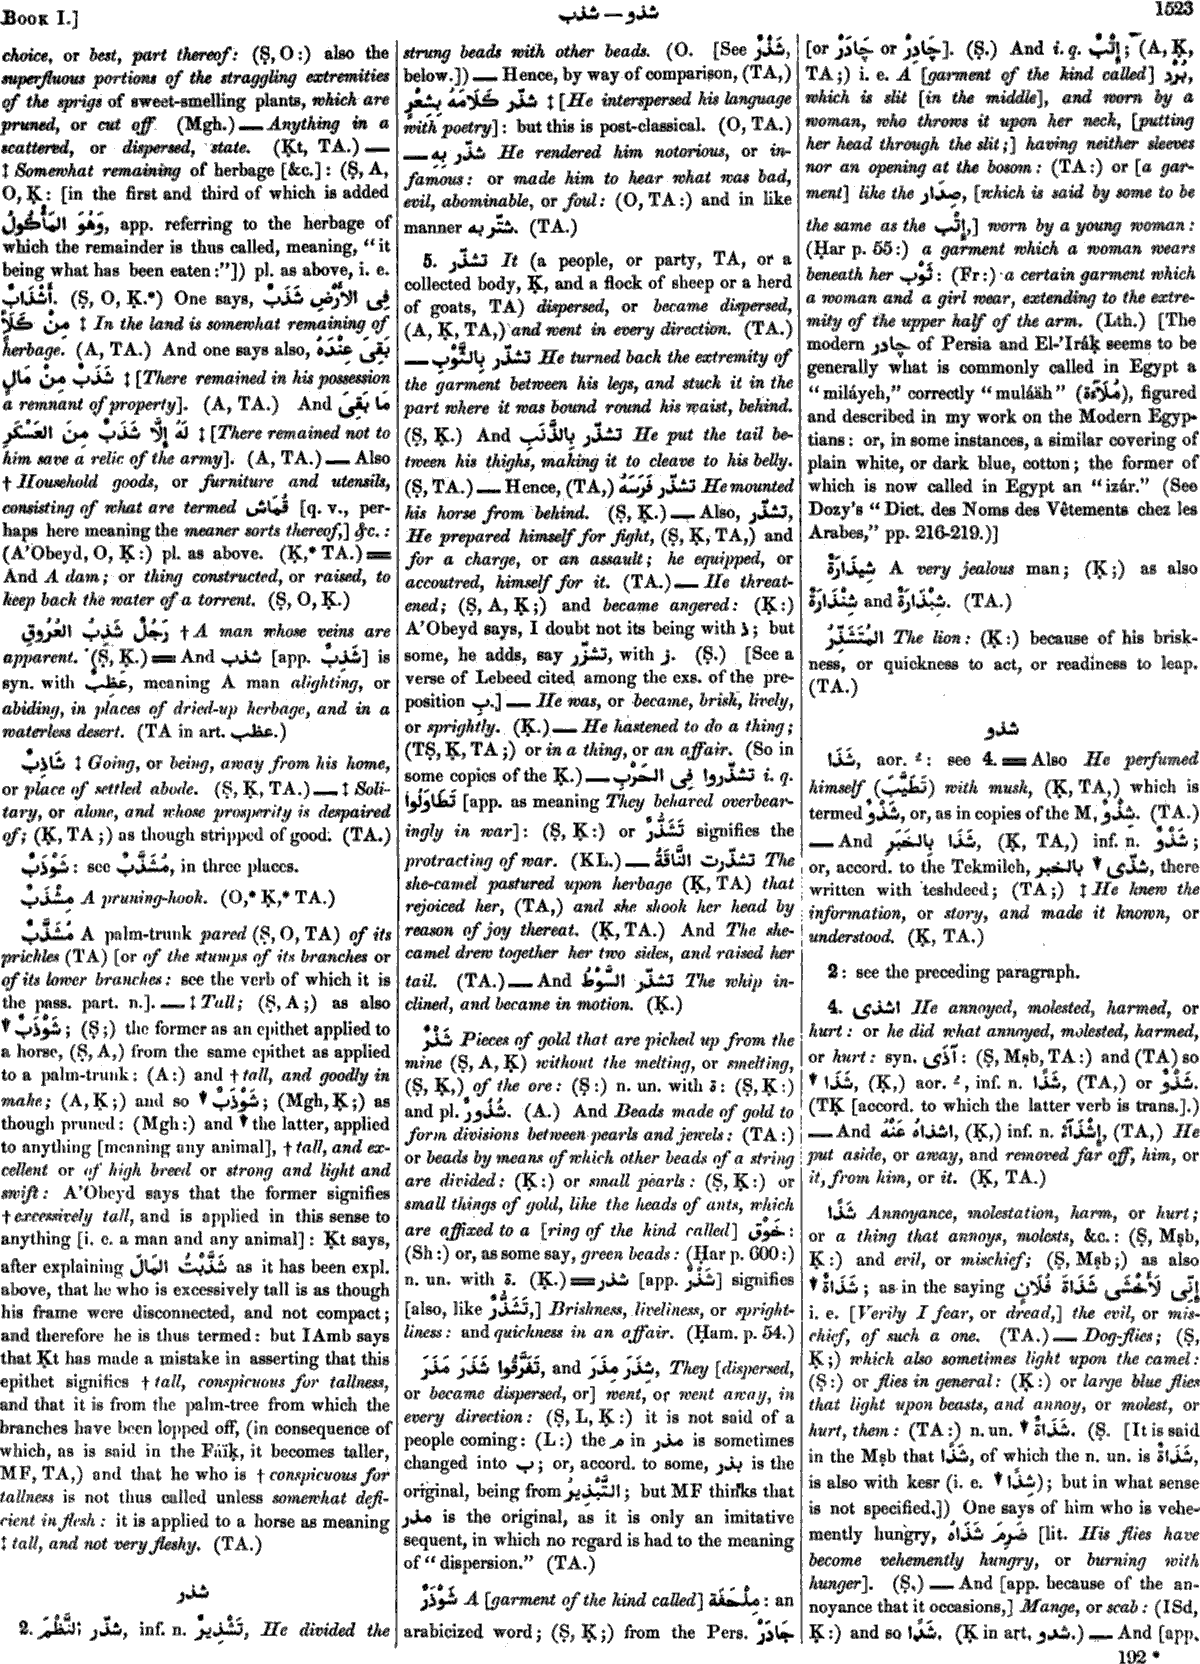 BOOK I.]
شذو — شذب
1523
choice, or best, part thereof: (Ṣ, O:) also the
superfluous portions of the straggling extremities
of the sprigs of sweet-smelling plants, which are
pruned, or cut off. (Mgh.) — Anything in a
scattered, or dispersed, state. (Ḳt, TA.) —
‡ Somewhat remaining of herbage [&c.]: (Ṣ, A,
O, Ḳ: [in the first and third of which is added
وَهُوَ المَأْكُولُ, app. referring to the herbage of
which the remainder is thus called, meaning, “it
being what has been eaten:”]) pl. as above, i. e.
أَشْذَابٌ. (Ṣ, O, Ḳ.*) One says, فِى الأَرْضِ شَذَبٌ
مِنْ كَلَأٍ ‡ In the land is somewhat remaining of
herbage. (A, TA.) And one says also, بَقِىَ عِنْدَهُ
شَذَبٌ مِنْ مَالٍ ‡ [There remained in his possession
a remnant of property]. (A, TA.) And مَا بَقِىَ
لَهُ إِلَّا شَذَبٌ مِنَ العَسْكَرِ ‡ [There remained not to
him save a relic of the army]. (A, TA.) — Also
† Household goods, or furniture and utensils,
consisting of what are termed قُمَاش [q. v., per-
haps here meaning the meaner sorts thereof,] &c.:
(A’Obeyd, O, Ḳ:) pl. as above. (Ḳ,* TA.) ═
And A dam; or thing constructed, or raised, to
keep back the water of a torrent. (Ṣ, O, Ḳ.)
رَجُلٌ شَذِبُ العُرُوقِ † A man whose veins are
apparent. (Ṣ, Ḳ.) ═ And شذب [app. شَذِبٌ] is
syn. with عَظِبٌ, meaning A man alighting, or
abiding, in places of dried-up herbage, and in a
waterless desert. (TA in art. عظب.)
شَاذِبٌ ‡ Going, or being, away from his home,
or place of settled abode. (Ṣ, Ḳ, TA.) — ‡ Soli-
tary, or alone, and whose prosperity is despaired
of; (Ḳ, TA;) as though stripped of good. (TA.)
شَوْذَبٌ: see مُشَذَّبٌ, in three places.
مِشْذَبٌ A pruning-hook. (O,* Ḳ,* TA.)
مُشَذَّبٌ A palm-trunk pared (Ṣ, O, TA) of its
prickles (TA) [or of the stumps of its branches or
of its lower branches: see the verb of which it is
the pass. part. n.]. — ‡ Tall; (Ṣ, A;) as also
▼ شَوْذَبٌ; (Ṣ;) the former as an epithet applied to
a horse, (Ṣ, A,) from the same epithet as applied
to a palm-trunk: (A:) and † tall, and goodly in
make; (A, Ḳ;) and so ▼ شَوْذَبٌ; (Mgh, Ḳ;) as
though pruned: (Mgh:) and ▼ the latter, applied
to anything [meaning any animal], † tall, and ex-
cellent or of high breed or strong and light and
swift: A’Obeyd says that the former signifies
† excessively tall, and is applied in this sense to
anything [i. e. a man and any animal]: Ḳt says,
after explaining شَذَّبْتُ المَالَ as it has been expl.
above, that he who is excessively tall is as though
his frame were disconnected, and not compact;
and therefore he is thus termed: but IAmb says
that Ḳt has made a mistake in asserting that this
epithet signifies † tall, conspicuous for tallness,
and that it is from the palm-tree from which the
branches have been lopped off, (in consequence of
which, as is said in the Fáïḳ, it becomes taller,
MF, TA,) and that he who is † conspicuous for
tallness is not thus called unless somewhat defi-
cient in flesh: it is applied to a horse as meaning
‡ tall, and not very fleshy. (TA.)
شذر
2. شذّر النَّظْمَ, inf. n. تَشْذِيرٌ, He divided the
strung beads with other beads. (O. [See شَذْرٌ,
below.]) — Hence, by way of comparison, (TA,)
شذّر كَلَامَهُ بِشِعْرٍ ‡ [He interspersed his language
with poetry]: but this is post-classical. (O, TA.)
— شذّر بِهِ He rendered him notorious, or in-
famous: or made him to hear what was bad,
evil, abominable, or foul: (O, TA:) and in like
manner شتّر به. (TA.)
5. تشذّر It (a people, or party, TA, or a
collected body, Ḳ, and a flock of sheep or a herd
of goats, TA) dispersed, or became dispersed,
(A, Ḳ, TA,) and went in every direction. (TA.)
— تشذّر بِالثَّوْبِ He turned back the extremity of
the garment between his legs, and stuck it in the
part where it was bound round his waist, behind.
(Ṣ, Ḳ.) And تشذّر بِالذَّنَبِ He put the tail be-
tween his thighs, making it to cleave to his belly.
(Ṣ, TA.) — Hence, (TA,) تشذّر فَرَسَهُ He mounted
his horse from behind. (Ṣ, Ḳ.) — Also, تشذّر,
He prepared himself for fight, (Ṣ, Ḳ, TA,) and
for a charge, or an assault; he equipped, or
accoutred, himself for it. (TA.) — He threat-
ened; (Ṣ, A, Ḳ;) and became angered: (Ḳ:)
A’Obeyd says, I doubt not its being with ذ; but
some, he adds, say تشزّر, with ز. (Ṣ.) [See a
verse of Lebeed cited among the exs. of the pre-
position ب.] — He was, or became, brisk, lively,
or sprightly. (Ḳ.) — He hastened to do a thing;
(TṢ, Ḳ, TA;) or in a thing, or an affair. (So in
some copies of the Ḳ.) — تشذّروا فِى الحَرْبِ i. q.
تَطَاوَلُوا [app. as meaning They behaved overbear-
ingly in war]: (Ṣ, Ḳ:) or تَشَذُّرٌ signifies the
protracting of war. (KL.) — تشذّرت النَّاقَةُ The
she-camel pastured upon herbage (Ḳ, TA) that
rejoiced her, (TA,) and she shook her head by
reason of joy thereat. (Ḳ, TA.) And The she-
camel drew together her two sides, and raised her
tail. (TA.) — And تشذّر السَّوْطُ The whip in-
clined, and became in motion. (Ḳ.)
شَذْرٌ Pieces of gold that are picked up from the
mine (Ṣ, A, Ḳ) without the melting, or smelting,
(Ṣ, Ḳ,) of the ore: (Ṣ:) n. un. with ة: (Ṣ, Ḳ:)
and pl. شُذُورٌ. (A.) And Beads made of gold to
form divisions between pearls and jewels: (TA:)
or beads by means of which other beads of a string
are divided: (Ḳ:) or small pearls: (Ṣ, Ḳ:) or
small things of gold, like the heads of ants, which
are affixed to a [ring of the kind called] خَوْق:
(Sh:) or, as some say, green beads: (Ḥar p. 600:)
n. un. with ة. (Ḳ.) ═ شذر [app. شَذْرٌ] signifies
[also, like تَشَذُّرٌ,] Briskness, liveliness, or spright-
liness: and quickness in an affair. (Ḥam. p. 54.)
تَفَرَّقُوا شَذَرَ مَذَرَ, and شِذَرَ مِذَرَ, They [dispersed,
or became dispersed, or] went, or went away, in
every direction: (Ṣ, L, Ḳ:) it is not said of a
people coming: (L:) the م in مذر is sometimes
changed into ب; or, accord. to some, بذر is the
original, being from التَّبْذِيرُ; but MF thinks that
مذر is the original, as it is only an imitative
sequent, in which no regard is had to the meaning
of “dispersion.” (TA.)
شَوْذَرٌ A [garment of the kind called] مِلْحَفَة: an
arabicized word; (Ṣ, Ḳ;) from the Pers. جَاذَرْ
[or جَاذِرْ or چَادَرْ]. (Ṣ.) And i. q. إِتْبٌ; (A, Ḳ,
TA;) i. e. A [garment of the kind called] بُرْد,
which is slit [in the middle], and worn by a
woman, who throws it upon her neck, [putting
her head through the slit;] having neither sleeves
nor an opening at the bosom: (TA:) or [a gar-
ment] like the صِدَار, [which is said by some to be
the same as the إِتْب,] worn by a young woman:
(Ḥar p. 55:) a garment which a woman wears
beneath her ثَوْب: (Fr:) a certain garment which
a woman and a girl wear, extending to the extre-
mity of the upper half of the arm. (Lth.) [The
modern چادر of Persia and El-’Iráḳ seems to be
generally what is commonly called in Egypt a
“miláyeh,” correctly “muláäh” (مُلَآءَة), figured
and described in my work on the Modern Egyp-
tians: or, in some instances, a similar covering of
plain white, or dark blue, cotton; the former of
which is now called in Egypt an “izár.” (See
Dozy’s “Dict. des Noms des Vêtements chez les
Arabes,” pp. 216-219.)]
شِيذَارَةٌ A very jealous man; (Ḳ;) as also
شِنْذَارَةٌ and شِبْذَارَةٌ. (TA.)
المُتَشَذِّرُ The lion: (Ḳ:) because of his brisk-
ness, or quickness to act, or readiness to leap.
(TA.)
شذو
شَذَا, aor. ـُ: see 4. ═ Also He perfumed
himself (تَطَيَّبَ) with mush, (Ḳ, TA,) which is
termed شَذْو, or, as in copies of the M, شِذْو. (TA.)
— And شَذَا بِالخَبَرِ, (Ḳ, TA,) inf. n. شَذْوٌ;
or, accord. to the Tekmileh, شذّى ▼ بالخبر, there
written with teshdeed; (TA;) ‡ He knew the
information, or story, and made it known, or
understood. (Ḳ, TA.)
2: see the preceding paragraph.
4. اشذى He annoyed, molested, harmed, or
hurt: or he did what annoyed, molested, harmed,
or hurt: syn. آذَى: (Ṣ, Mṣb, TA:) and (TA) so
▼ شَذَا, (Ḳ,) aor. ـُ, inf. n. شَذًا, (TA,) or شَذْوٌ.
(TḲ [accord. to which the latter verb is trans.].)
— And اشذاهُ عَنْهُ, (Ḳ,) inf. n. إِشْذَآءٌ, (TA,) He
put aside, or away, and removed far off, him, or
it, from him, or it. (Ḳ, TA.)
شَذًا Annoyance, molestation, harm, or hurt;
or a thing that annoys, molests, &c.: (Ṣ, Mṣb,
Ḳ:) and evil, or mischief; (Ṣ, Mṣb;) as also
▼ شَذَاةٌ; as in the saying إِنِّى لَأَخْشَى شَذَاةَ فُلَانٍ
i. e. [Verily I fear, or dread,] the evil, or mis-
chief, of such a one. (TA.) — Dog-flies; (Ṣ,
Ḳ;) which also sometimes light upon the camel:
(Ṣ:) or flies in general: (Ḳ:) or large blue flies
that light upon beasts, and annoy, or molest, or
hurt, them: (TA:) n. un. ▼ شَذَاةٌ. (Ṣ. [It is said
in the Mṣb that شَذًا, of which the n. un. is شَذَاةٌ,
is also with kesr (i. e. ▼ شِذًا); but in what sense
is not specified.]) One says of him who is vehe-
mently hungry, ضَرِمَ شَذَاهُ [lit. His flies have
become vehemently hungry, or burning with
hunger]. (Ṣ.) — And [app. because of the an-
noyance that it occasions,] Mange, or scab: (ISd,
Ḳ:) and so شَذًا. (Ḳ in art. شدو.) — And [app.
192 *